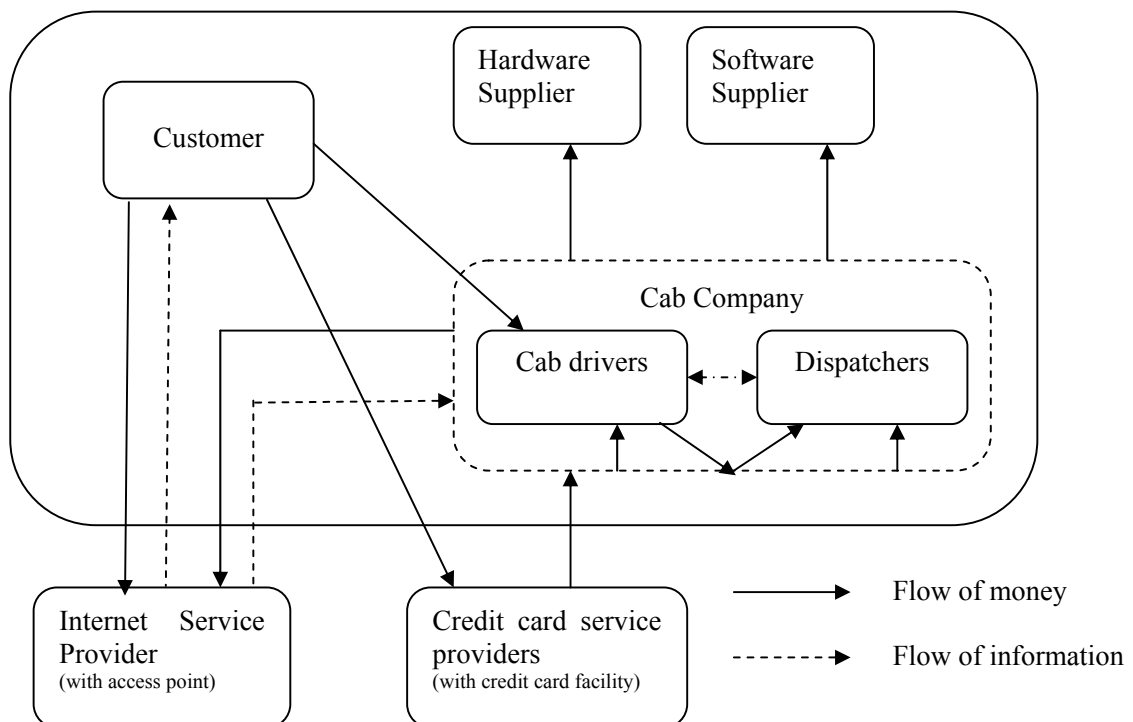 Hardware
Supplier
Software
Supplier
Customer
Cab Company
Cab drivers
Dispatchers
Internet Service
Provider
(with access point)
Credit card service
providers
(with credit card facility)
Flow of money
Flow of information